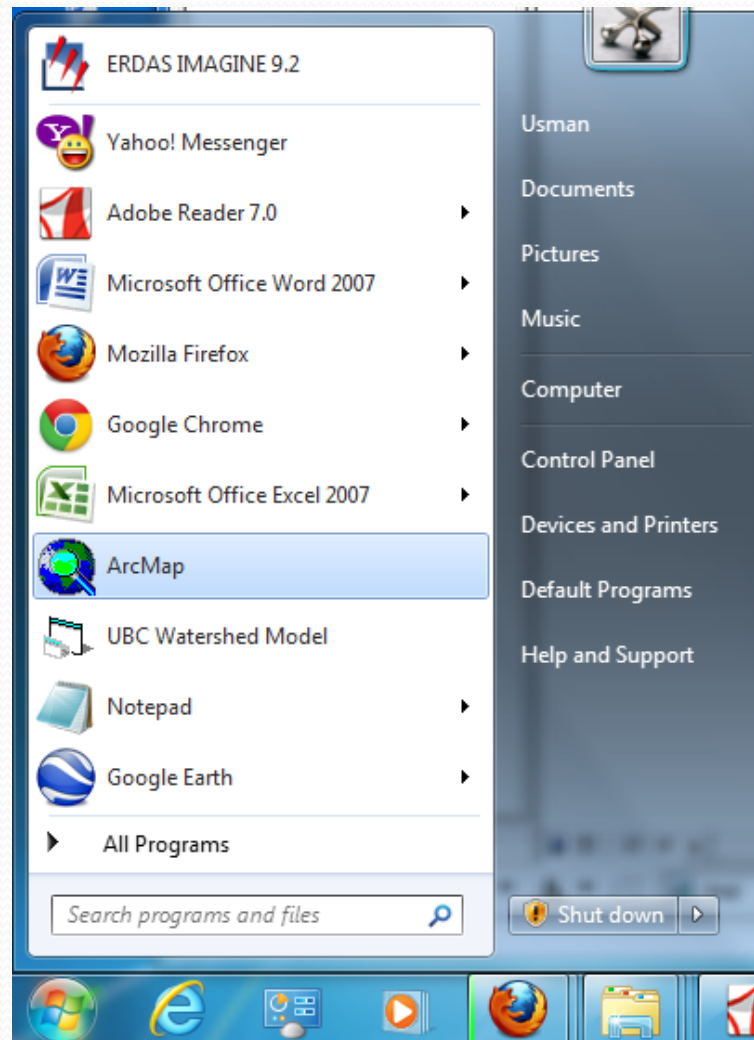 ERDAS IMAGINE 9.2
Yahoo! Messenger
Adobe Reader 7.0
Microsoft Office Word 2007
Mozilla Firefox
Google Chrome
Microsoft Office Excel 2007
ArcMap
UBC Watershed Model
Notepad
Google Earth
All Programs
Search programs and files
Usman
Documents
Pictures
Music
Computer
Control Panel
Devices and Printers
Default Programs
Help and Support
Shut down